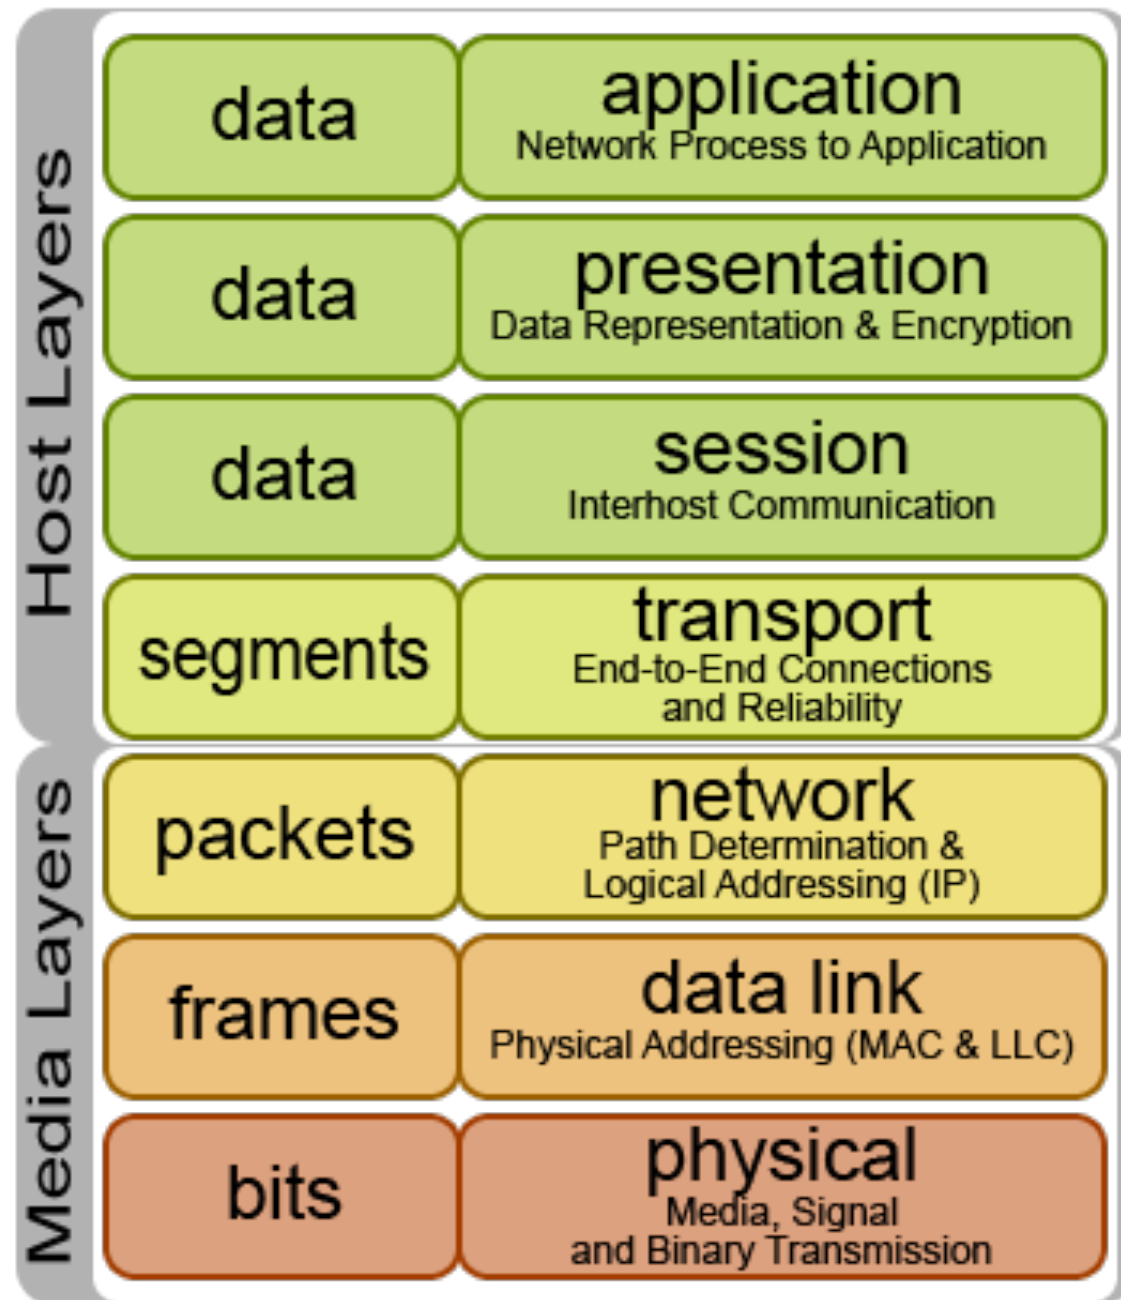 Host Layers
data
application
Network Process to Application
data
presentation
Data Representation & Encryption
data
session
Interhost Communication
segments
transport
End-to-End Connections
and Reliability
Media Layers
packets
network
Path Determination &
Logical Addressing (IP)
frames
data link
Physical Addressing (MAC & LLC)
bits
physical
Media, Signal
and Binary Transmission